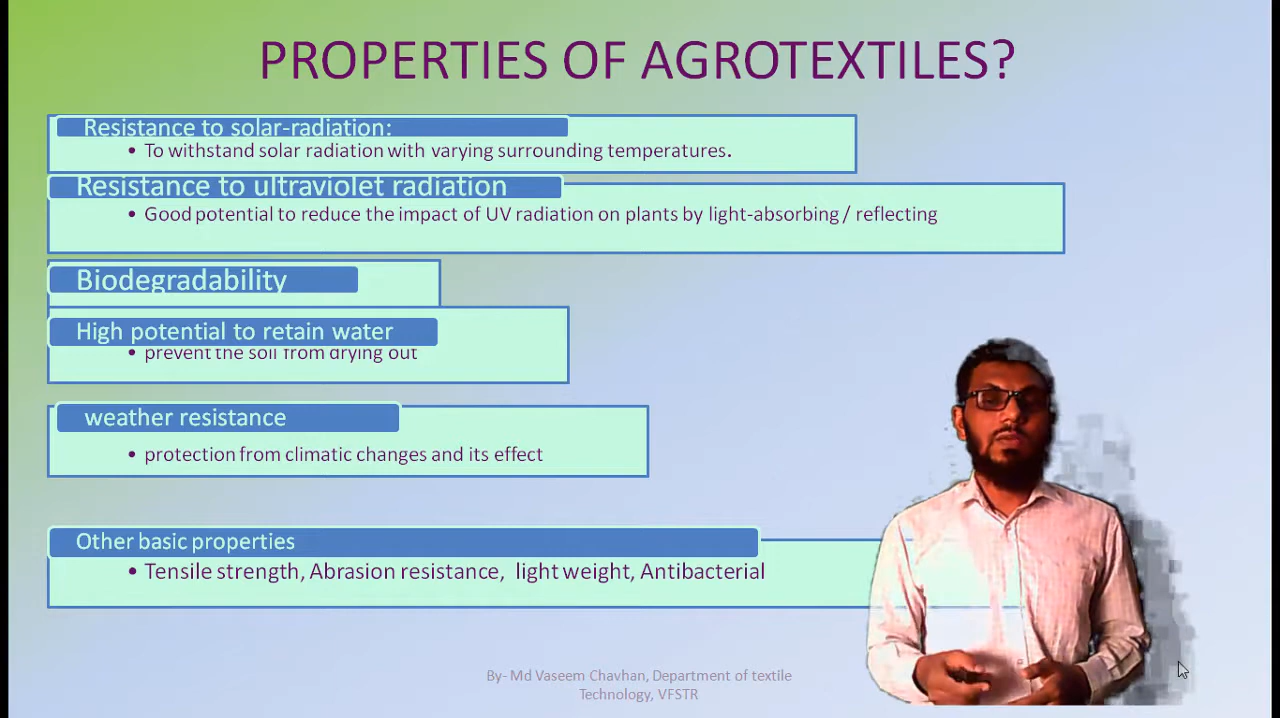 PROPERTIES OF AGROTEXTILES?
Resistance to solar-radiation:
• To withstand solar radiation with varying surrounding temperatures.
Resistance to ultraviolet radiation
• Good potential to reduce the impact of UV radiation on plants by light-absorbing / reflecting
Biodegradability
High potential to retain water
• prevent the soil from drying out
weather resistance
• protection from climatic changes and its effect
Other basic properties
• Tensile strength, Abrasion resistance, light weight, Antibacterial
By- Md Vaseem Chavhan, Department of textile
Technology, VFSTR